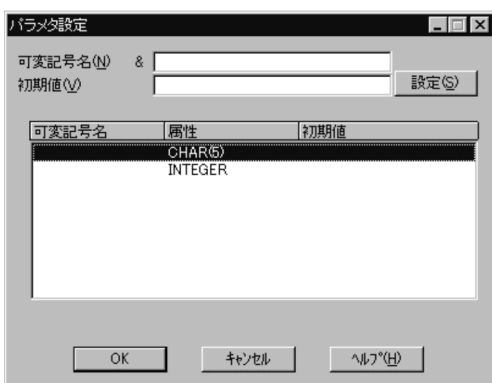 パラメタ設定
可変記号名(N) &
初期値(V)
設定(S)
可変記号名 属性 初期値
CHAR(5)
INTEGER
OK キャンセル ヘルプ(H)